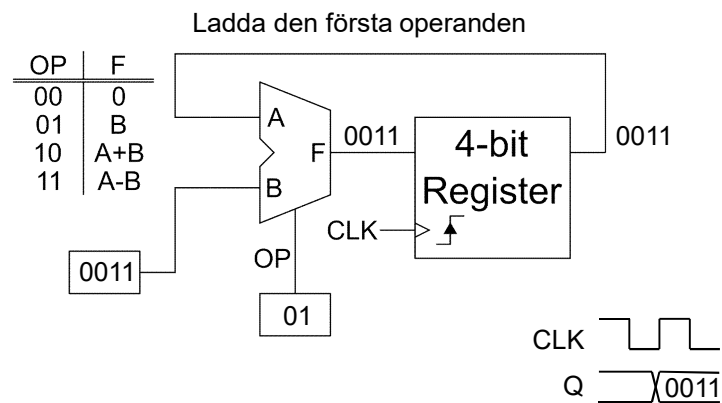 Ladda den första operanden
OP F
00 0
01 B
10 A+B
11 A-B
A
B
F
0011
4-bit
Register
0011
CLK
0011
OP
01
CLK
Q 0011